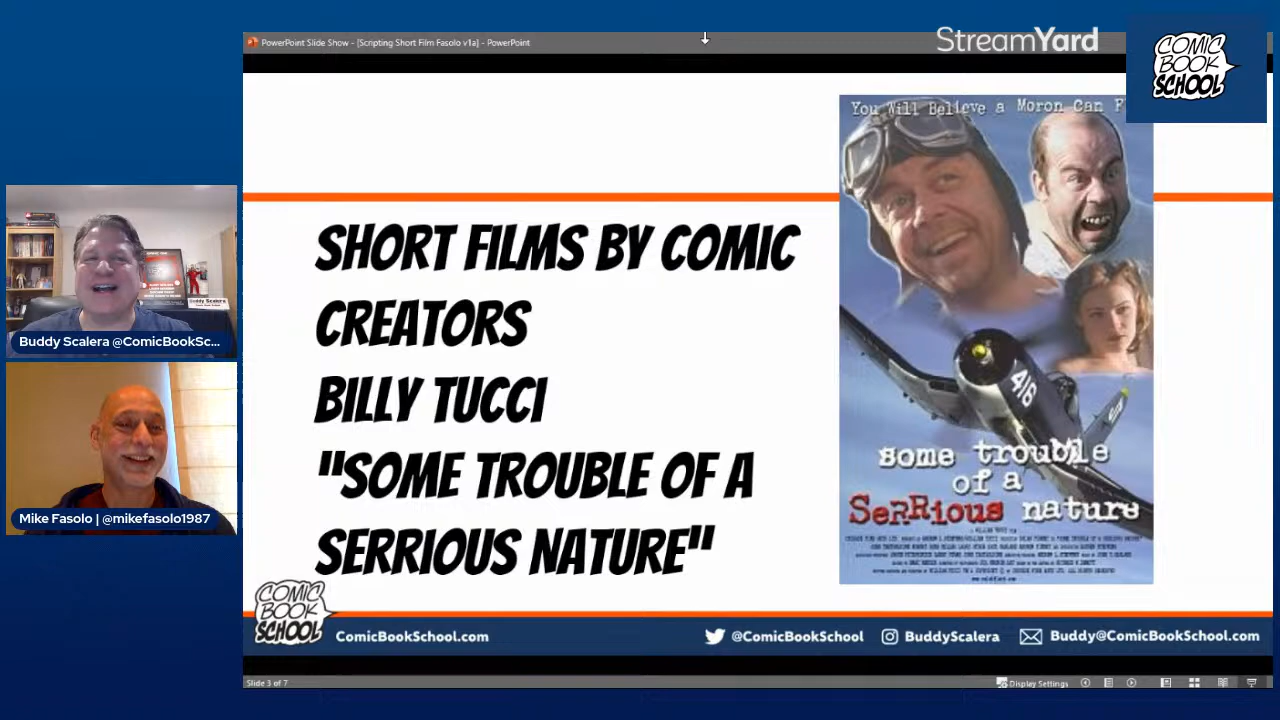 PowerPoint Slide Show - [Scripting Short Film Fasolo v1a] - PowerPoint
StreamYard
COMIC
BOOK
SCHOOL
You Will Believe a Moron Can
SHORT FILMS BY COMIC
CREATORS
BILLY TUCCI
"SOME TROUBLE OF A
SERRIOUS NATURE"
416
some trouble
of a
SeRRious nature
Buddy Scalera
Buddy Scalera @ComicBookSc...
Mike Fasolo | @mikefasolo1987
COMIC
BOOK
SCHOOL
ComicBookSchool.com
@ComicBookSchool
BuddyScalera
Buddy@ComicBookSchool.com
Slide 3 of 7
Display Settings